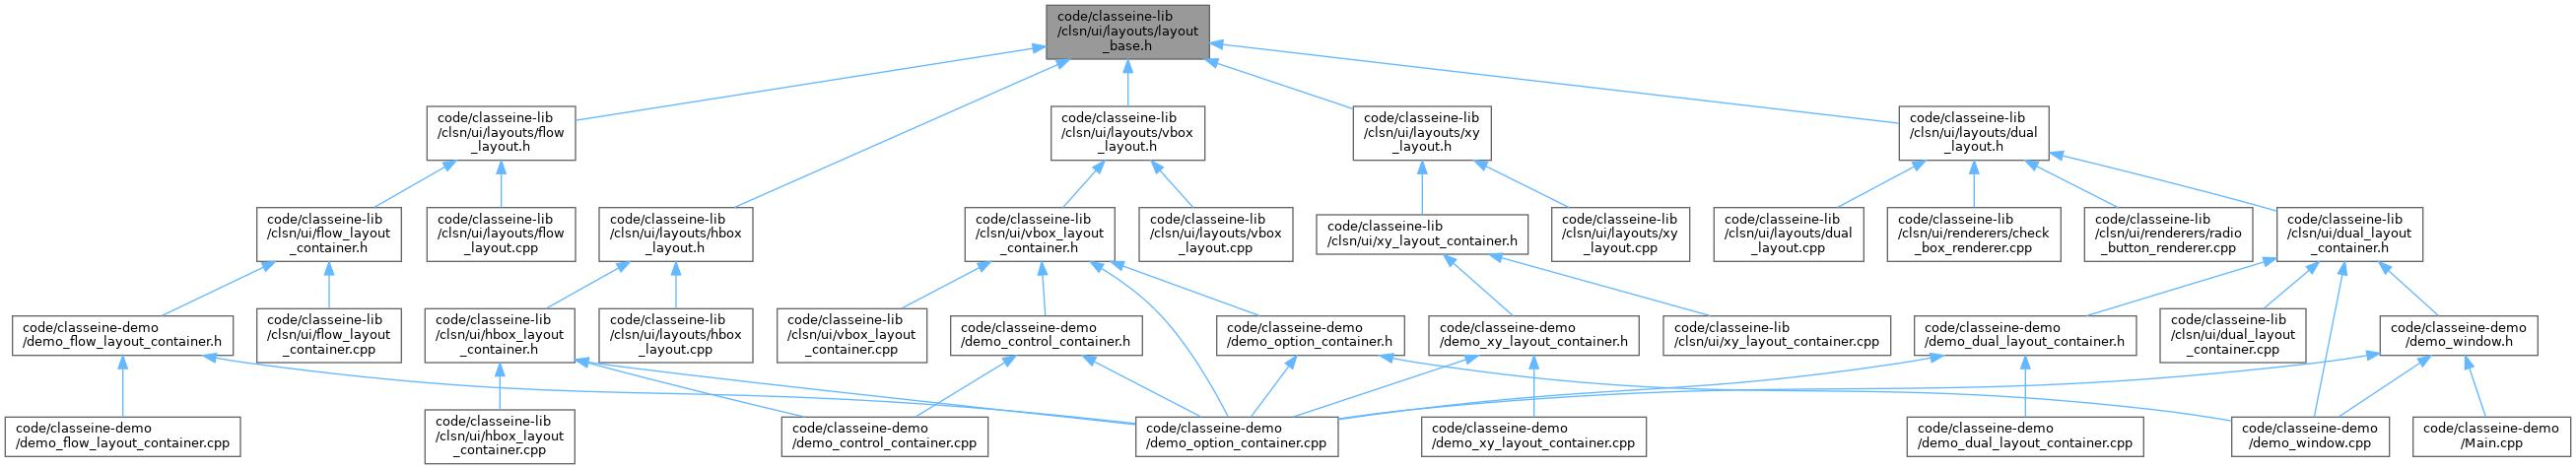 code/classeine-lib
/clsn/ui/layouts/layout
_base.h
code/classeine-lib
/clsn/ui/layouts/flow
_layout.h
code/classeine-lib
/clsn/ui/layouts/vbox
_layout.h
code/classeine-lib
/clsn/ui/layouts/xy
_layout.h
code/classeine-lib
/clsn/ui/layouts/dual
_layout.h
code/classeine-lib
/clsn/ui/flow_layout
_container.h
code/classeine-lib
/clsn/ui/layouts/flow
_layout.cpp
code/classeine-lib
/clsn/ui/layouts/hbox
_layout.h
code/classeine-lib
/clsn/ui/vbox_layout
_container.h
code/classeine-lib
/clsn/ui/layouts/vbox
_layout.cpp
code/classeine-lib
/clsn/ui/xy_layout_container.h
code/classeine-lib
/clsn/ui/layouts/xy
_layout.cpp
code/classeine-lib
/clsn/ui/layouts/dual
_layout.cpp
code/classeine-lib
/clsn/ui/renderers/check
_box_renderer.cpp
code/classeine-lib
/clsn/ui/renderers/radio
_button_renderer.cpp
code/classeine-lib
/clsn/ui/dual_layout
_container.h
code/classeine-demo
/demo_flow_layout_container.h
code/classeine-lib
/clsn/ui/flow_layout
_container.cpp
code/classeine-lib
/clsn/ui/hbox_layout
_container.h
code/classeine-lib
/clsn/ui/layouts/hbox
_layout.cpp
code/classeine-lib
/clsn/ui/vbox_layout
_container.cpp
code/classeine-demo
/demo_control_container.h
code/classeine-demo
/demo_option_container.h
code/classeine-demo
/demo_xy_layout_container.h
code/classeine-lib
/clsn/ui/xy_layout_container.cpp
code/classeine-demo
/demo_dual_layout_container.h
code/classeine-lib
/clsn/ui/dual_layout
_container.cpp
code/classeine-demo
/demo_window.h
code/classeine-demo
/demo_flow_layout_container.cpp
code/classeine-lib
/clsn/ui/hbox_layout
_container.cpp
code/classeine-demo
/demo_control_container.cpp
code/classeine-demo
/demo_option_container.cpp
code/classeine-demo
/demo_xy_layout_container.cpp
code/classeine-demo
/demo_dual_layout_container.cpp
code/classeine-demo
/demo_window.cpp
code/classeine-demo
/Main.cpp